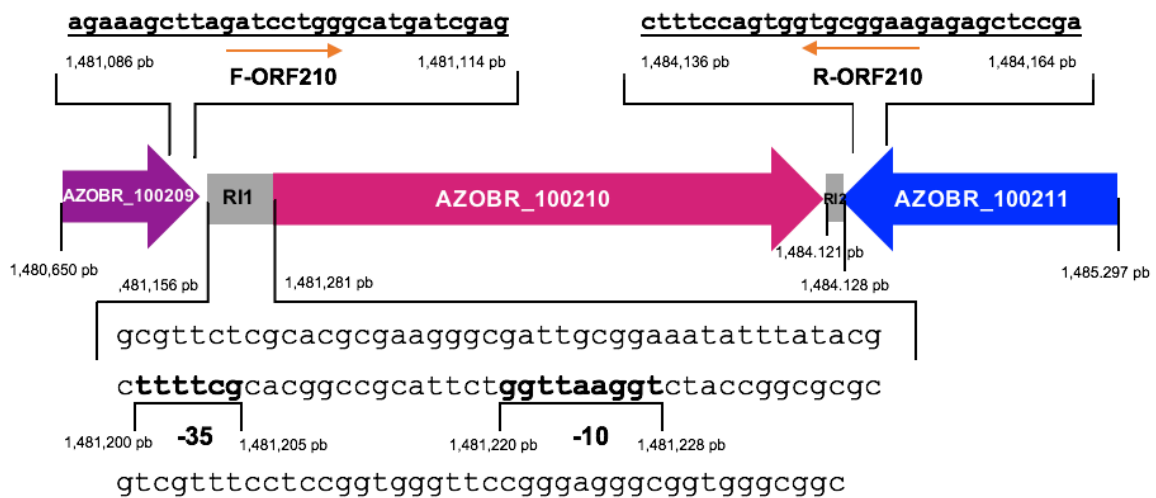 agaaagcttagatcctgggcatgatcgag ctttccagtggtgcggaagagagctccga
1,481,086 pb 1,481,114 pb 1,484,136 pb 1,484,164 pb
F-ORF210 R-ORF210
AZOBR_100209 RI1 AZOBR_100210 RI2 AZOBR_100211
1,484.121 pb
1,480,650 pb ,481,156 pb 1,481,281 pb 1,484.128 pb 1,485.297 pb
gcgttctcgcacgcgaagggcgattgcggaaatatttatacg
cttttcgcacggccgcattctggttaaggtctaccggcgcgc
1,481,200 pb -35 1,481,205 pb 1,481,220 pb -10 1,481,228 pb
gtcgtttcctccggtgggttccgggagggcggtgggcggc